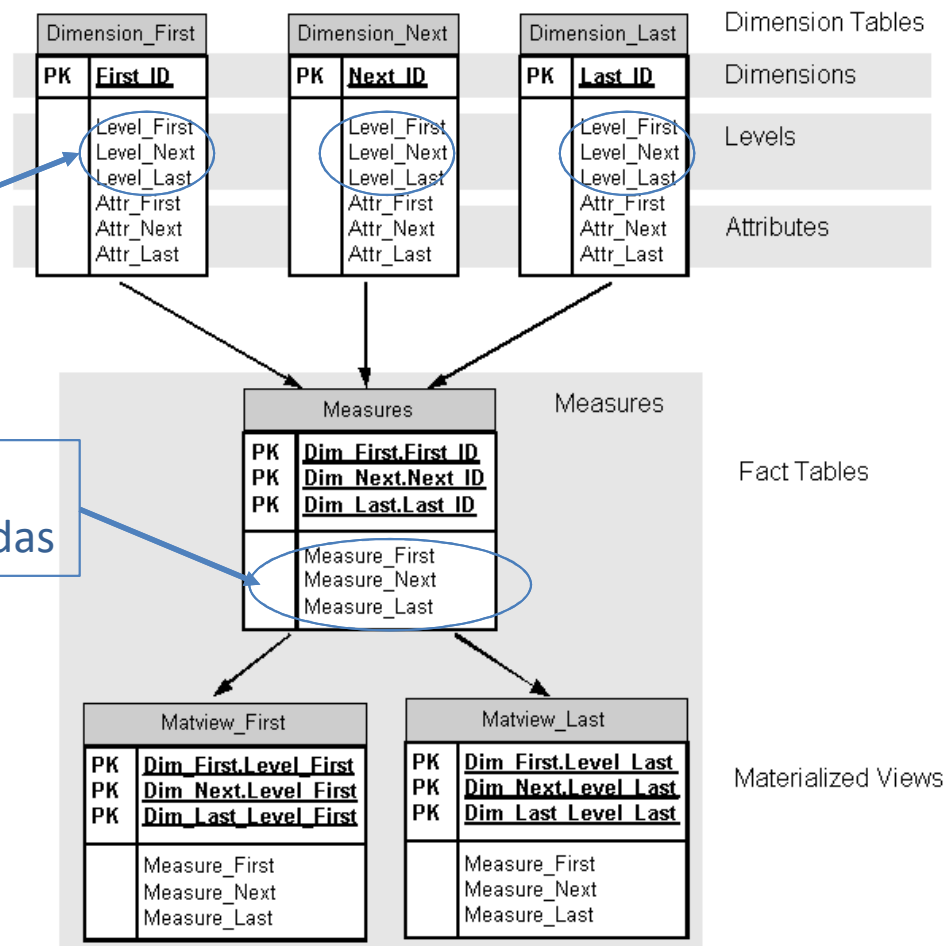 Dimension Tables
Dimension_First
Dimension_Next
Dimension_Last
PK First_ID
PK Next_ID
PK Last_ID
Dimensions
Level_First
Level_Next
Level_Last
Attr_First
Attr_Next
Attr_Last
Level_First
Level_Next
Level_Last
Attr_First
Attr_Next
Attr_Last
Level_First
Level_Next
Level_Last
Attr_First
Attr_Next
Attr_Last
Levels
Attributes
Measures
Measures
PK Dim_First.First_ID
PK Dim_Next.Next_ID
PK Dim_Last.Last_ID
Measure_First
Measure_Next
Measure_Last
Fact Tables
das
Matview_First
PK Dim_First.Level_First
PK Dim_Next.Level_First
PK Dim_Last_Level_First
Measure_First
Measure_Next
Measure_Last
Matview_Last
PK Dim_First.Level_Last
PK Dim_Next.Level_Last
PK Dim_Last_Level_Last
Measure_First
Measure_Next
Measure_Last
Materialized Views